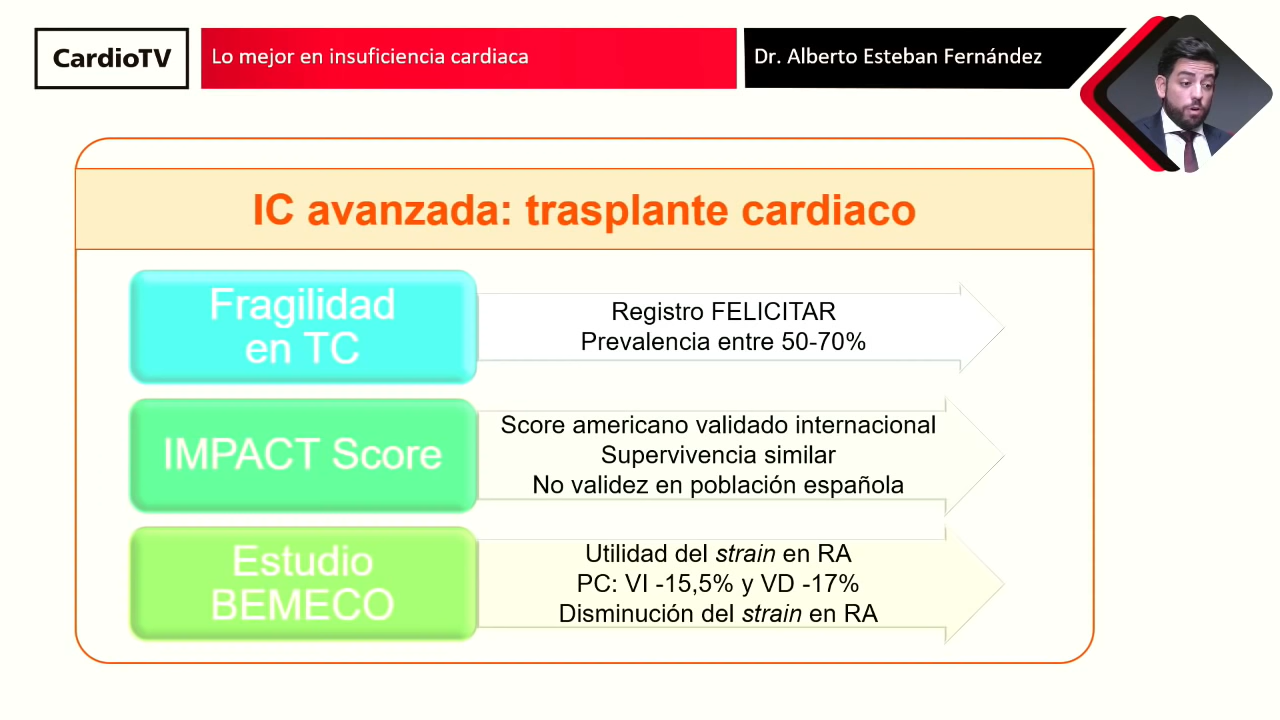 CardioTV
Lo mejor en insuficiencia cardiaca
Dr. Alberto Esteban Fernández
IC avanzada: trasplante cardiaco
Fragilidad
en TC
Registro FELICITAR
Prevalencia entre 50-70%
IMPACT Score
Score americano validado internacional
Supervivencia similar
No validez en población española
Estudio
BEMECO
Utilidad del strain en RA
PC: VI -15,5% y VD -17%
Disminución del strain en RA